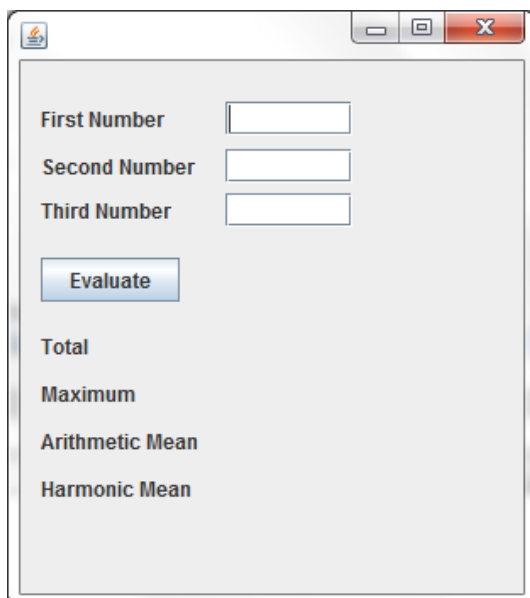 First Number
Second Number
Third Number
Evaluate
Total
Maximum
Arithmetic Mean
Harmonic Mean